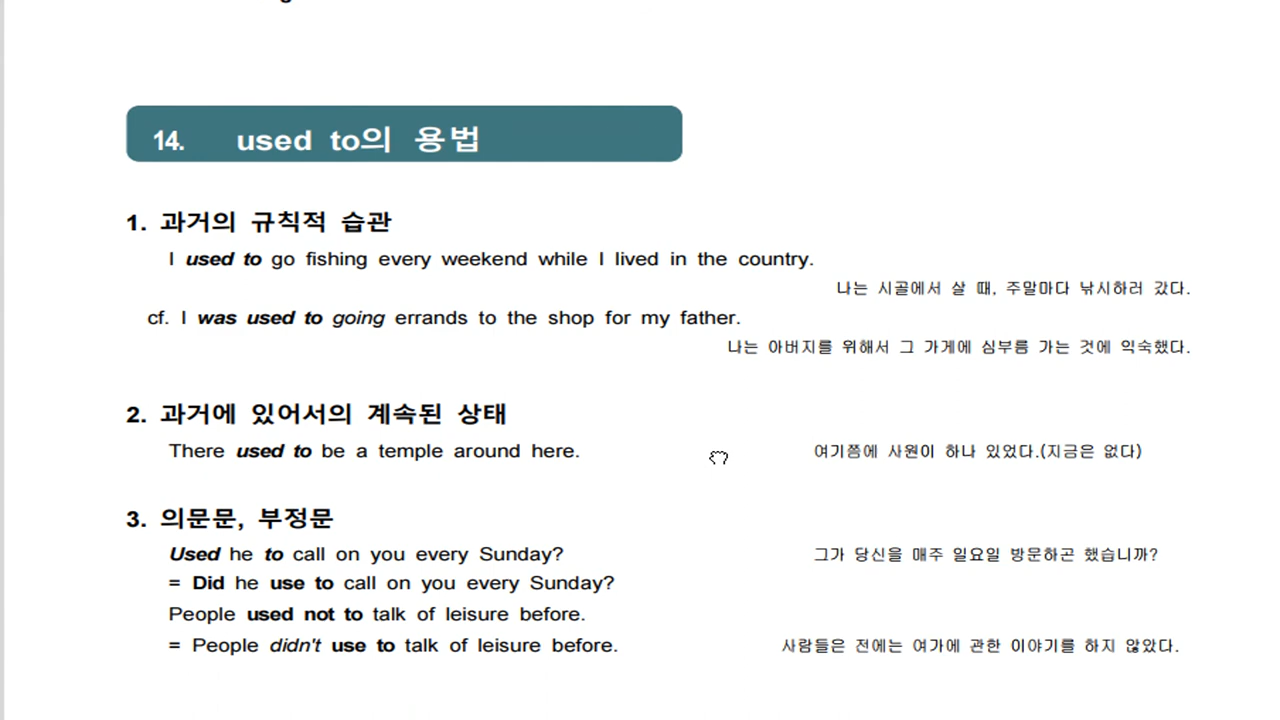 14. used to의 용법
1. 과거의 규칙적 습관
I used to go fishing every weekend while I lived in the country.
나는 시골에서 살 때, 주말마다 낚시하러 갔다.
cf. I was used to going errands to the shop for my father.
나는 아버지를 위해서 그 가게에 심부름 가는 것에 익숙했다.
2. 과거에 있어서의 계속된 상태
There used to be a temple around here. 여기쯤에 사원이 하나 있었다.(지금은 없다)
3. 의문문, 부정문
Used he to call on you every Sunday? 그가 당신을 매주 일요일 방문하곤 했습니까?
= Did he use to call on you every Sunday?
People used not to talk of leisure before.
= People didn't use to talk of leisure before. 사람들은 전에는 여가에 관한 이야기를 하지 않았다.